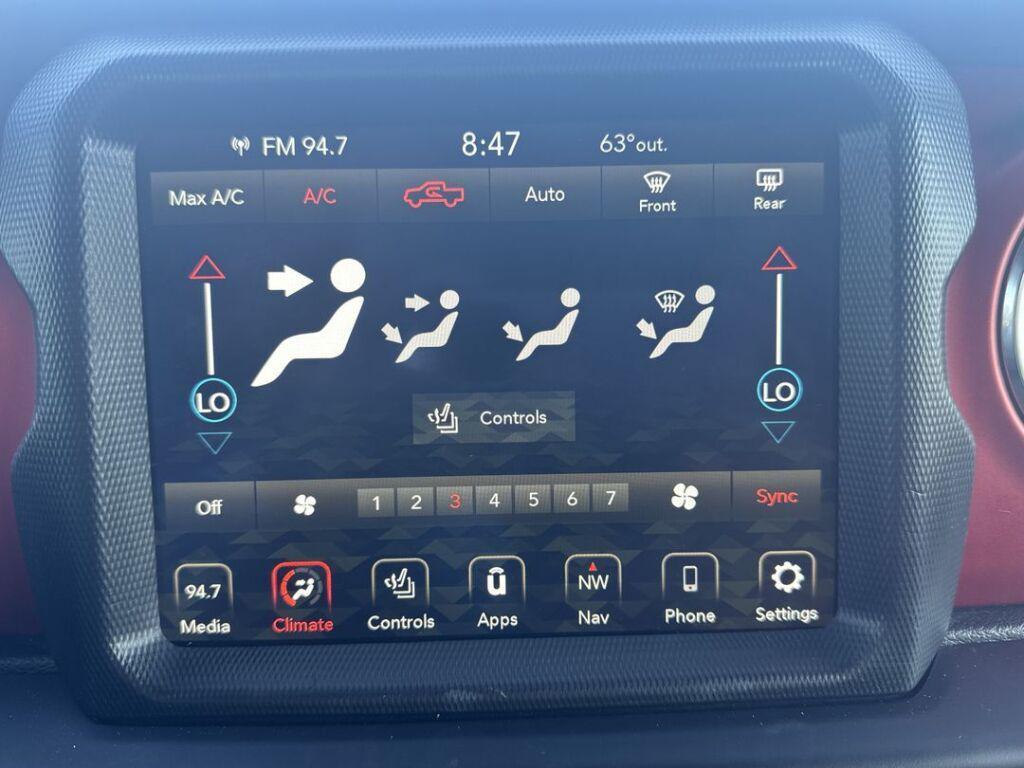 FM 94.7 8:47 63°out.
Max A/C A/C Auto Front Rear
LO LO
Controls
Off 1 2 3 4 5 6 7 Sync
94.7 NW
Media Climate Controls Apps Nav Phone Settings